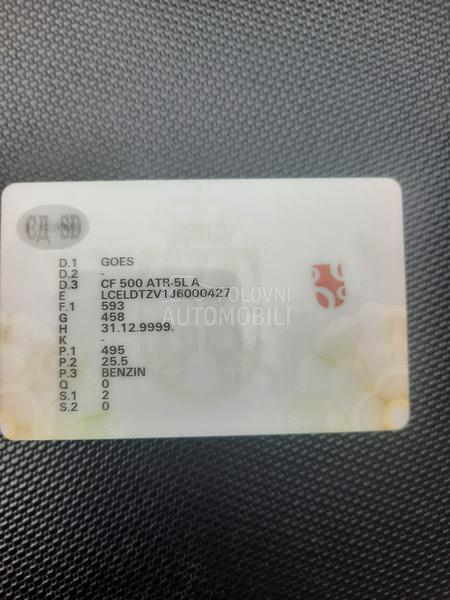 СД SD
D.1 GOES
D.2 -
D.3 CF 500 ATR-5L A
E LCELDTZV1J6000427
F.1 593
G 458
H 31.12.9999.
K -
P.1 495
P.2 25.5
P.3 BENZIN
Q 0
S.1 2
S.2 0
POLOVNI
AUTOMOBILI